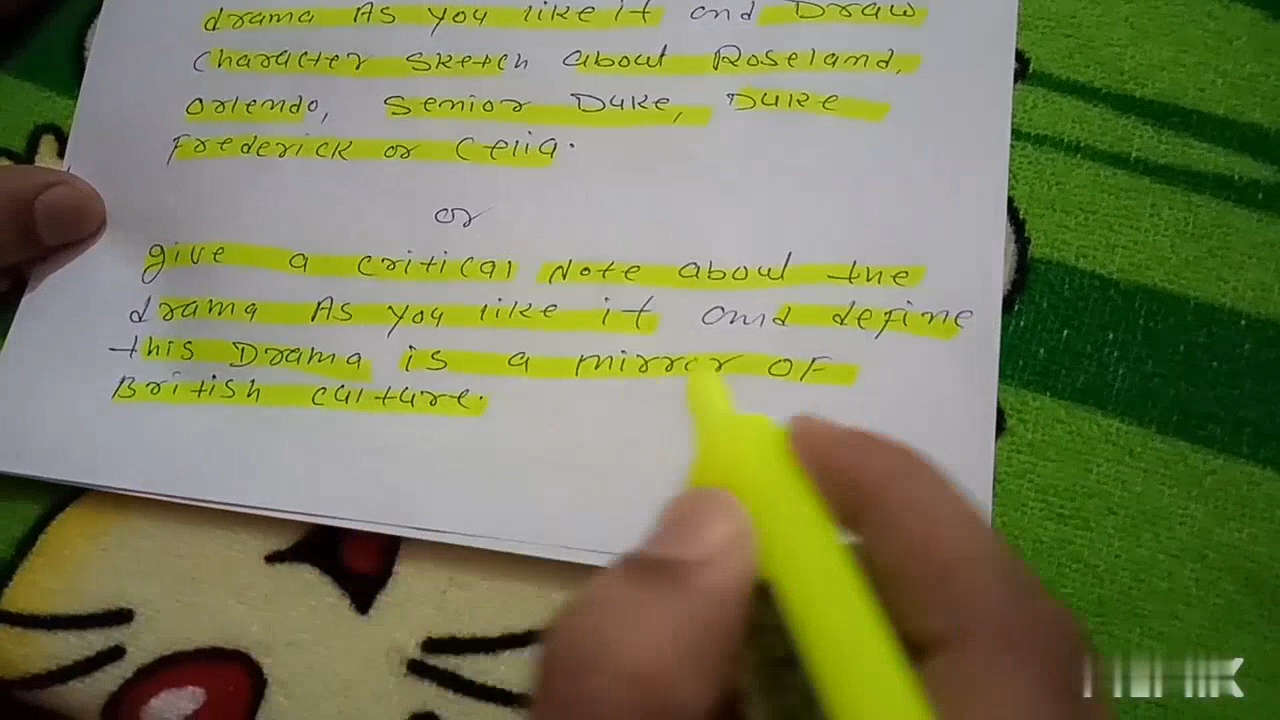 drama As you like it and Draw
Character Sketch about Roseland,
Orlendo, Senior Duke, Duke
Frederick or Celia.
or
give a critical Note about the
drama As you like it and define
this Drama is a mirror OF
British culture.